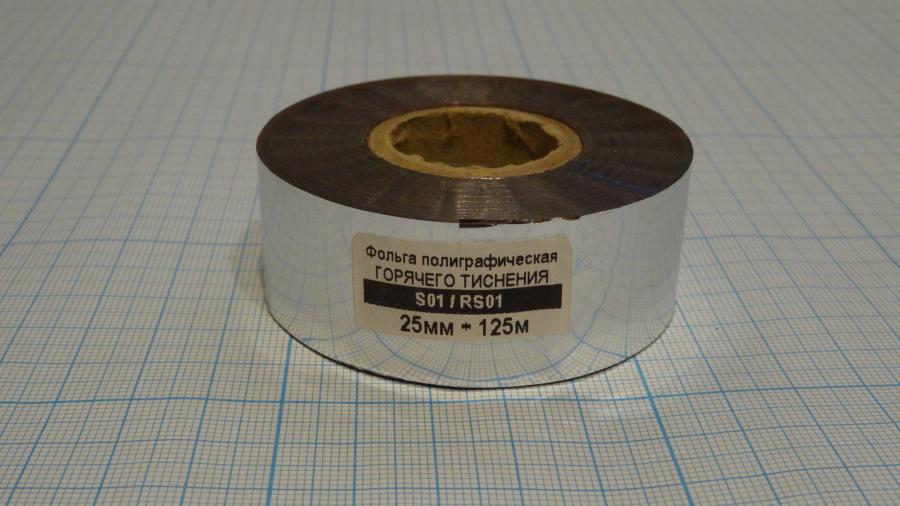 Фольга полиграфическая
ГОРЯЧЕГО ТИСНЕНИЯ
S01 / RS01
25мм * 125м